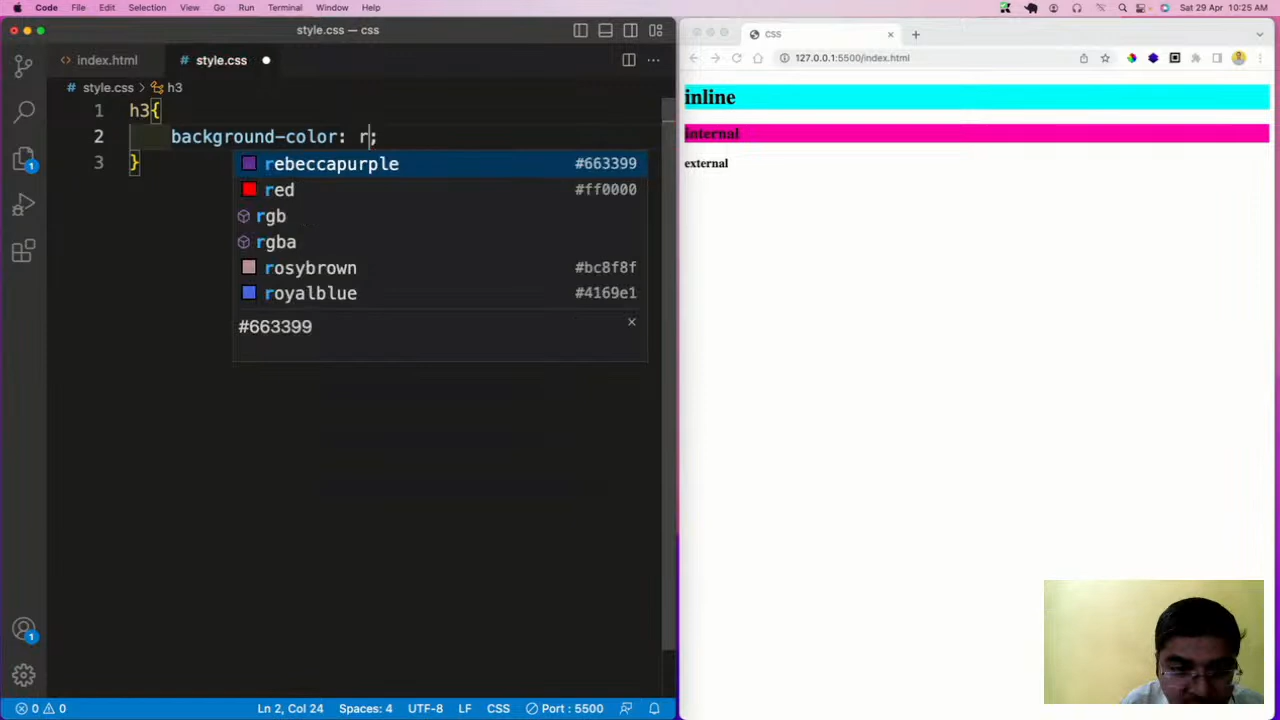 Code File Edit Selection View Go Run Terminal Window Help
Sat 29 Apr 10:25 AM
style.css — css
index.html
style.css
style.css > h3
1 h3{
2 background-color: r;
3 }
rebeccapurple #663399
red #ff0000
rgb
rgba
rosybrown #bc8f8f
royalblue #4169e1
#663399
1
1
0 0
Ln 2, Col 24 Spaces: 4 UTF-8 LF CSS Port : 5500
CSS
127.0.0.1:5500/index.html
inline
internal
external